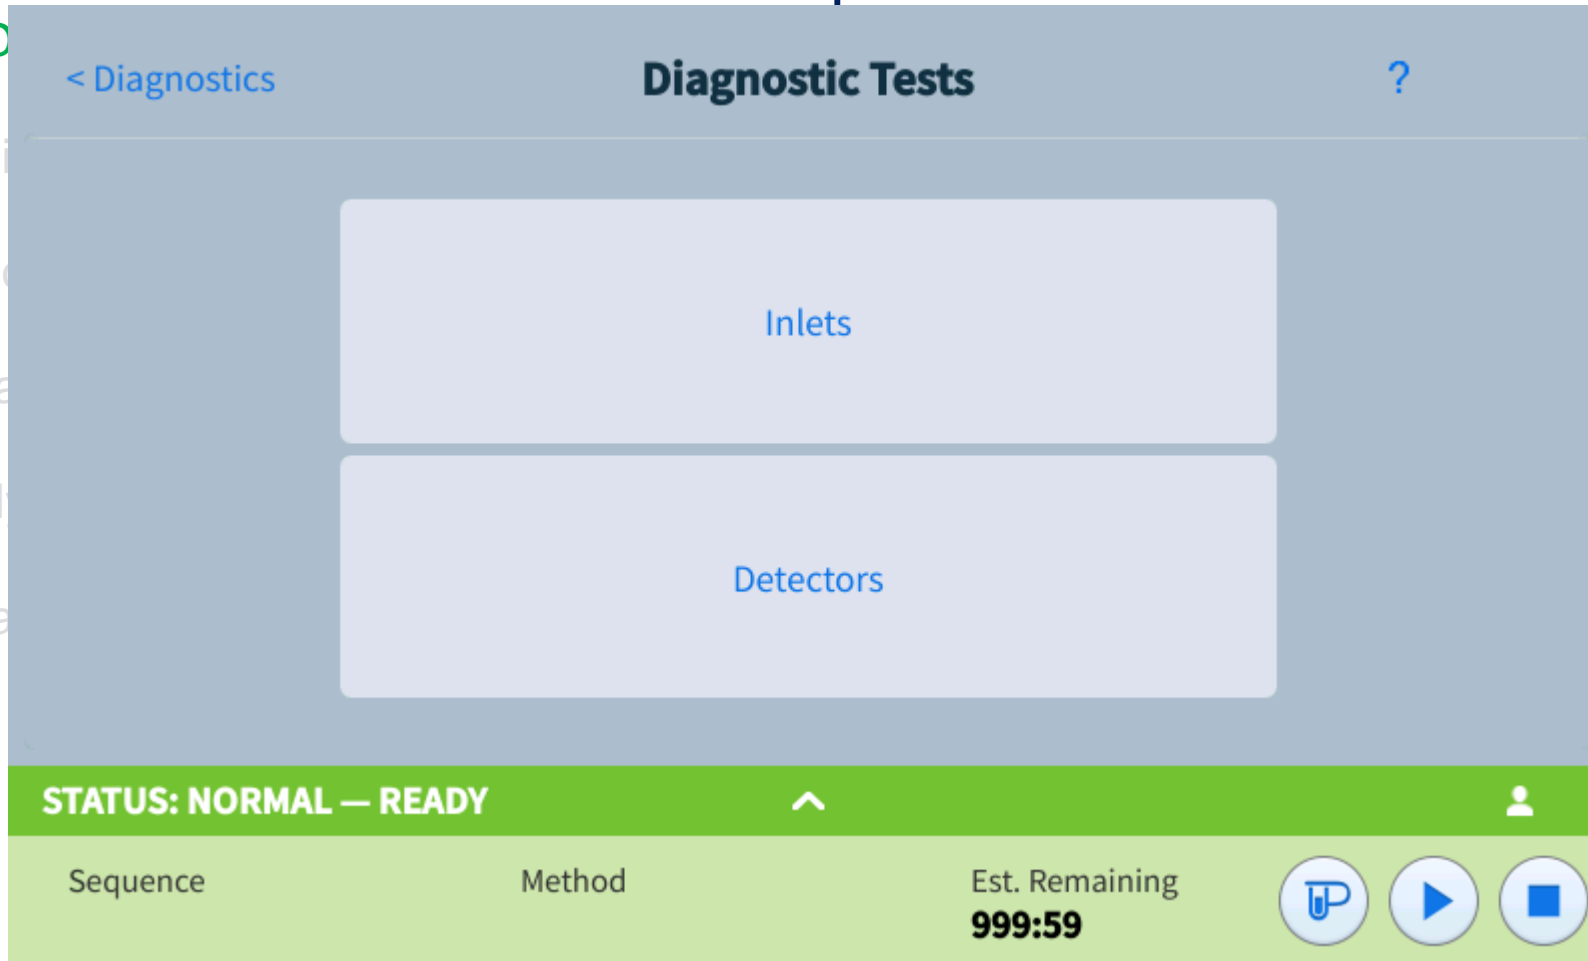 < Diagnostics
Diagnostic Tests
?
Inlets
Detectors
STATUS: NORMAL — READY
Sequence
Method
Est. Remaining
999:59